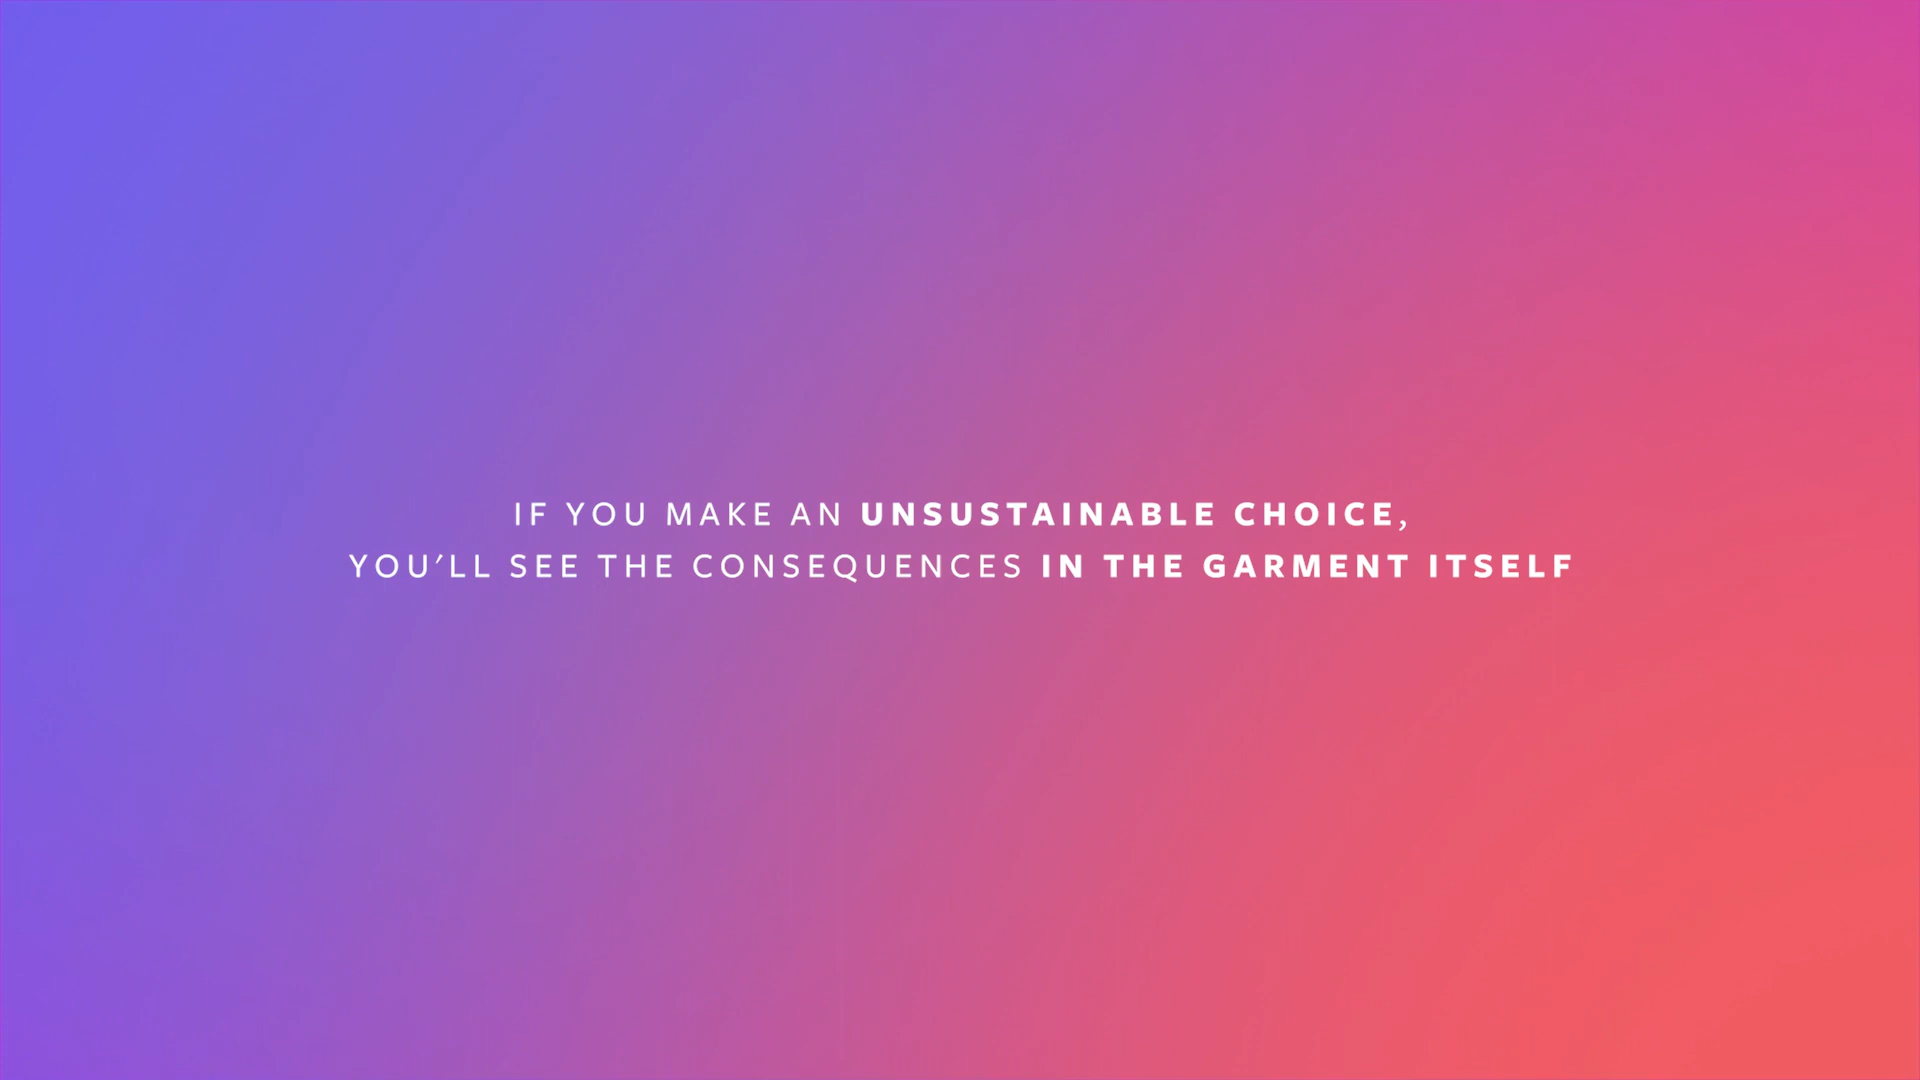 IF YOU MAKE AN UNSUSTAINABLE CHOICE,
YOU’LL SEE THE CONSEQUENCES IN THE GARMENT ITSELF